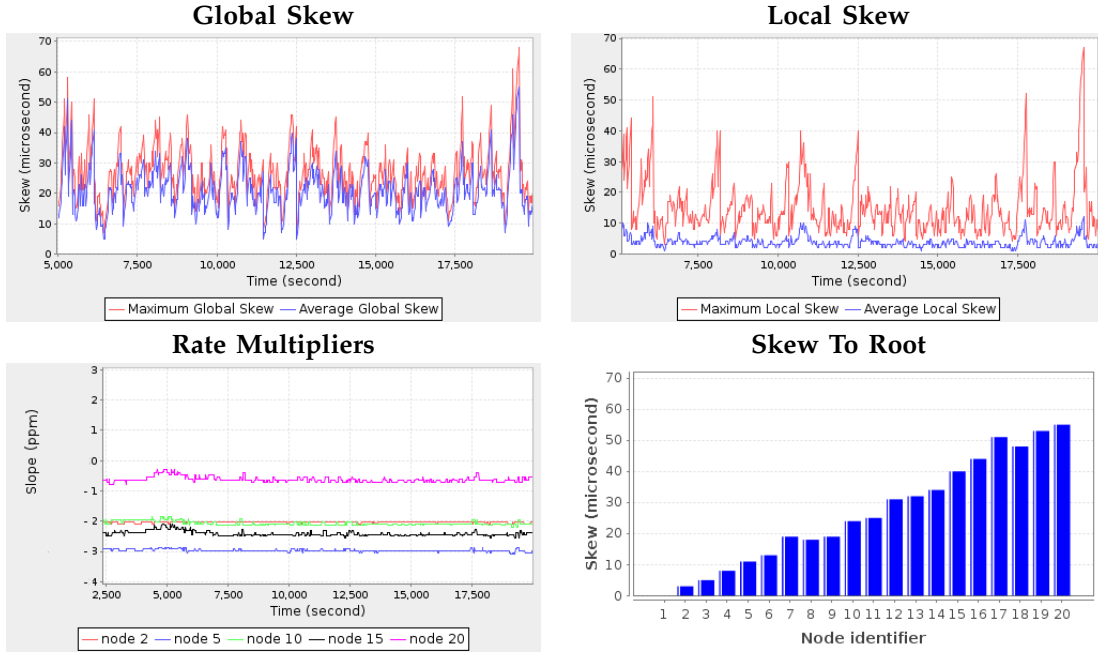 Global Skew
70
60
50
40
30
20
10
0
Skew (microsecond)
5,000 7,500 10,000 12,500 15,000 17,500
Time (second)
Maximum Global Skew Average Global Skew
Local Skew
70
60
50
40
30
20
10
0
Skew (microsecond)
7,500 10,000 12,500 15,000 17,500
Time (second)
Maximum Local Skew Average Local Skew
Rate Multipliers
3
2
1
0
-1
-2
-3
-4
Slope (ppm)
2,500 5,000 7,500 10,000 12,500 15,000 17,500
Time (second)
node 2 node 5 node 10 node 15 node 20
Skew To Root
70
60
50
40
30
20
10
0
Skew (microsecond)
1 2 3 4 5 6 7 8 9 10 11 12 13 14 15 16 17 18 19 20
Node identifier